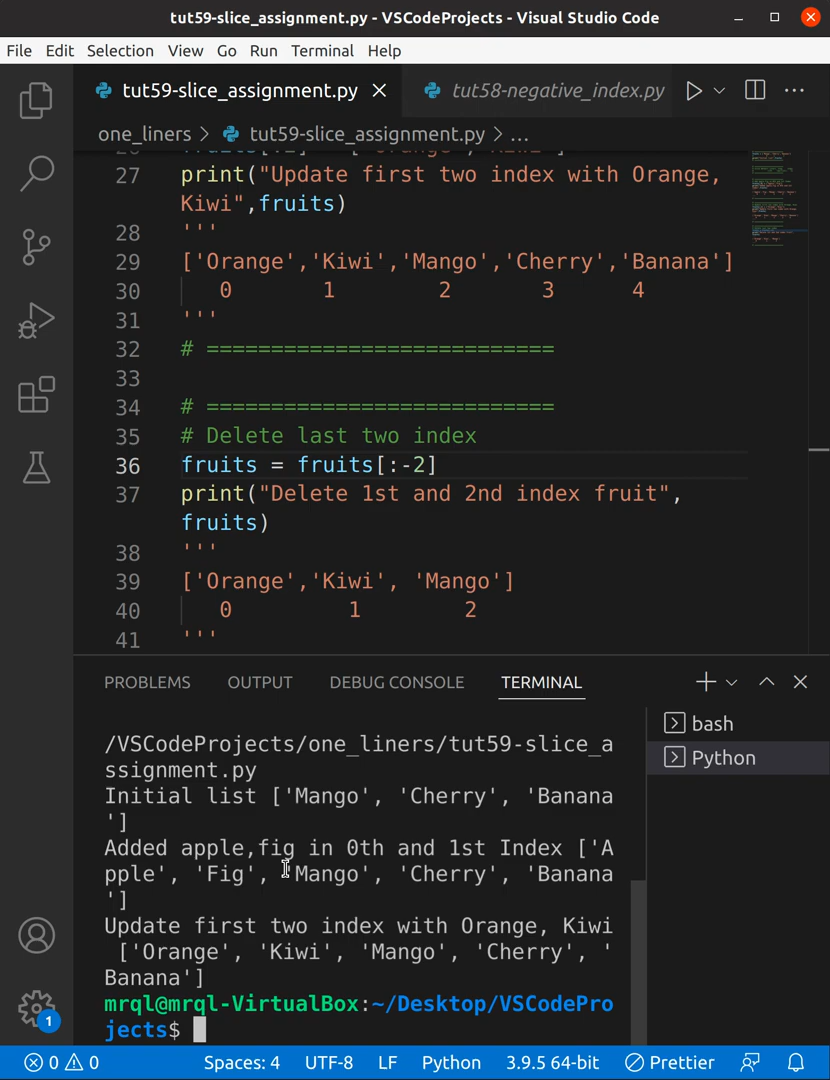 tut59-slice_assignment.py - VSCodeProjects - Visual Studio Code
File Edit Selection View Go Run Terminal Help
tut59-slice_assignment.py tut58-negative_index.py
one_liners > tut59-slice_assignment.py > ...
27 print("Update first two index with Orange,
Kiwi",fruits)
28 '''
29 ['Orange','Kiwi','Mango','Cherry','Banana']
30 0 1 2 3 4
31 '''
32 # ===========================
33
34 # ===========================
35 # Delete last two index
36 fruits = fruits[:-2]
37 print("Delete 1st and 2nd index fruit",
fruits)
38 '''
39 ['Orange','Kiwi', 'Mango']
40 0 1 2
41 '''
PROBLEMS OUTPUT DEBUG CONSOLE TERMINAL
bash
Python
/VSCodeProjects/one_liners/tut59-slice_a
ssignment.py
Initial list ['Mango', 'Cherry', 'Banana
']
Added apple,fig in 0th and 1st Index ['A
pple', 'Fig', 'Mango', 'Cherry', 'Banana
']
Update first two index with Orange, Kiwi
['Orange', 'Kiwi', 'Mango', 'Cherry', '
Banana']
mrql@mrql-VirtualBox:~/Desktop/VSCodePro
jects$
1
0 0 Spaces: 4 UTF-8 LF Python 3.9.5 64-bit Prettier